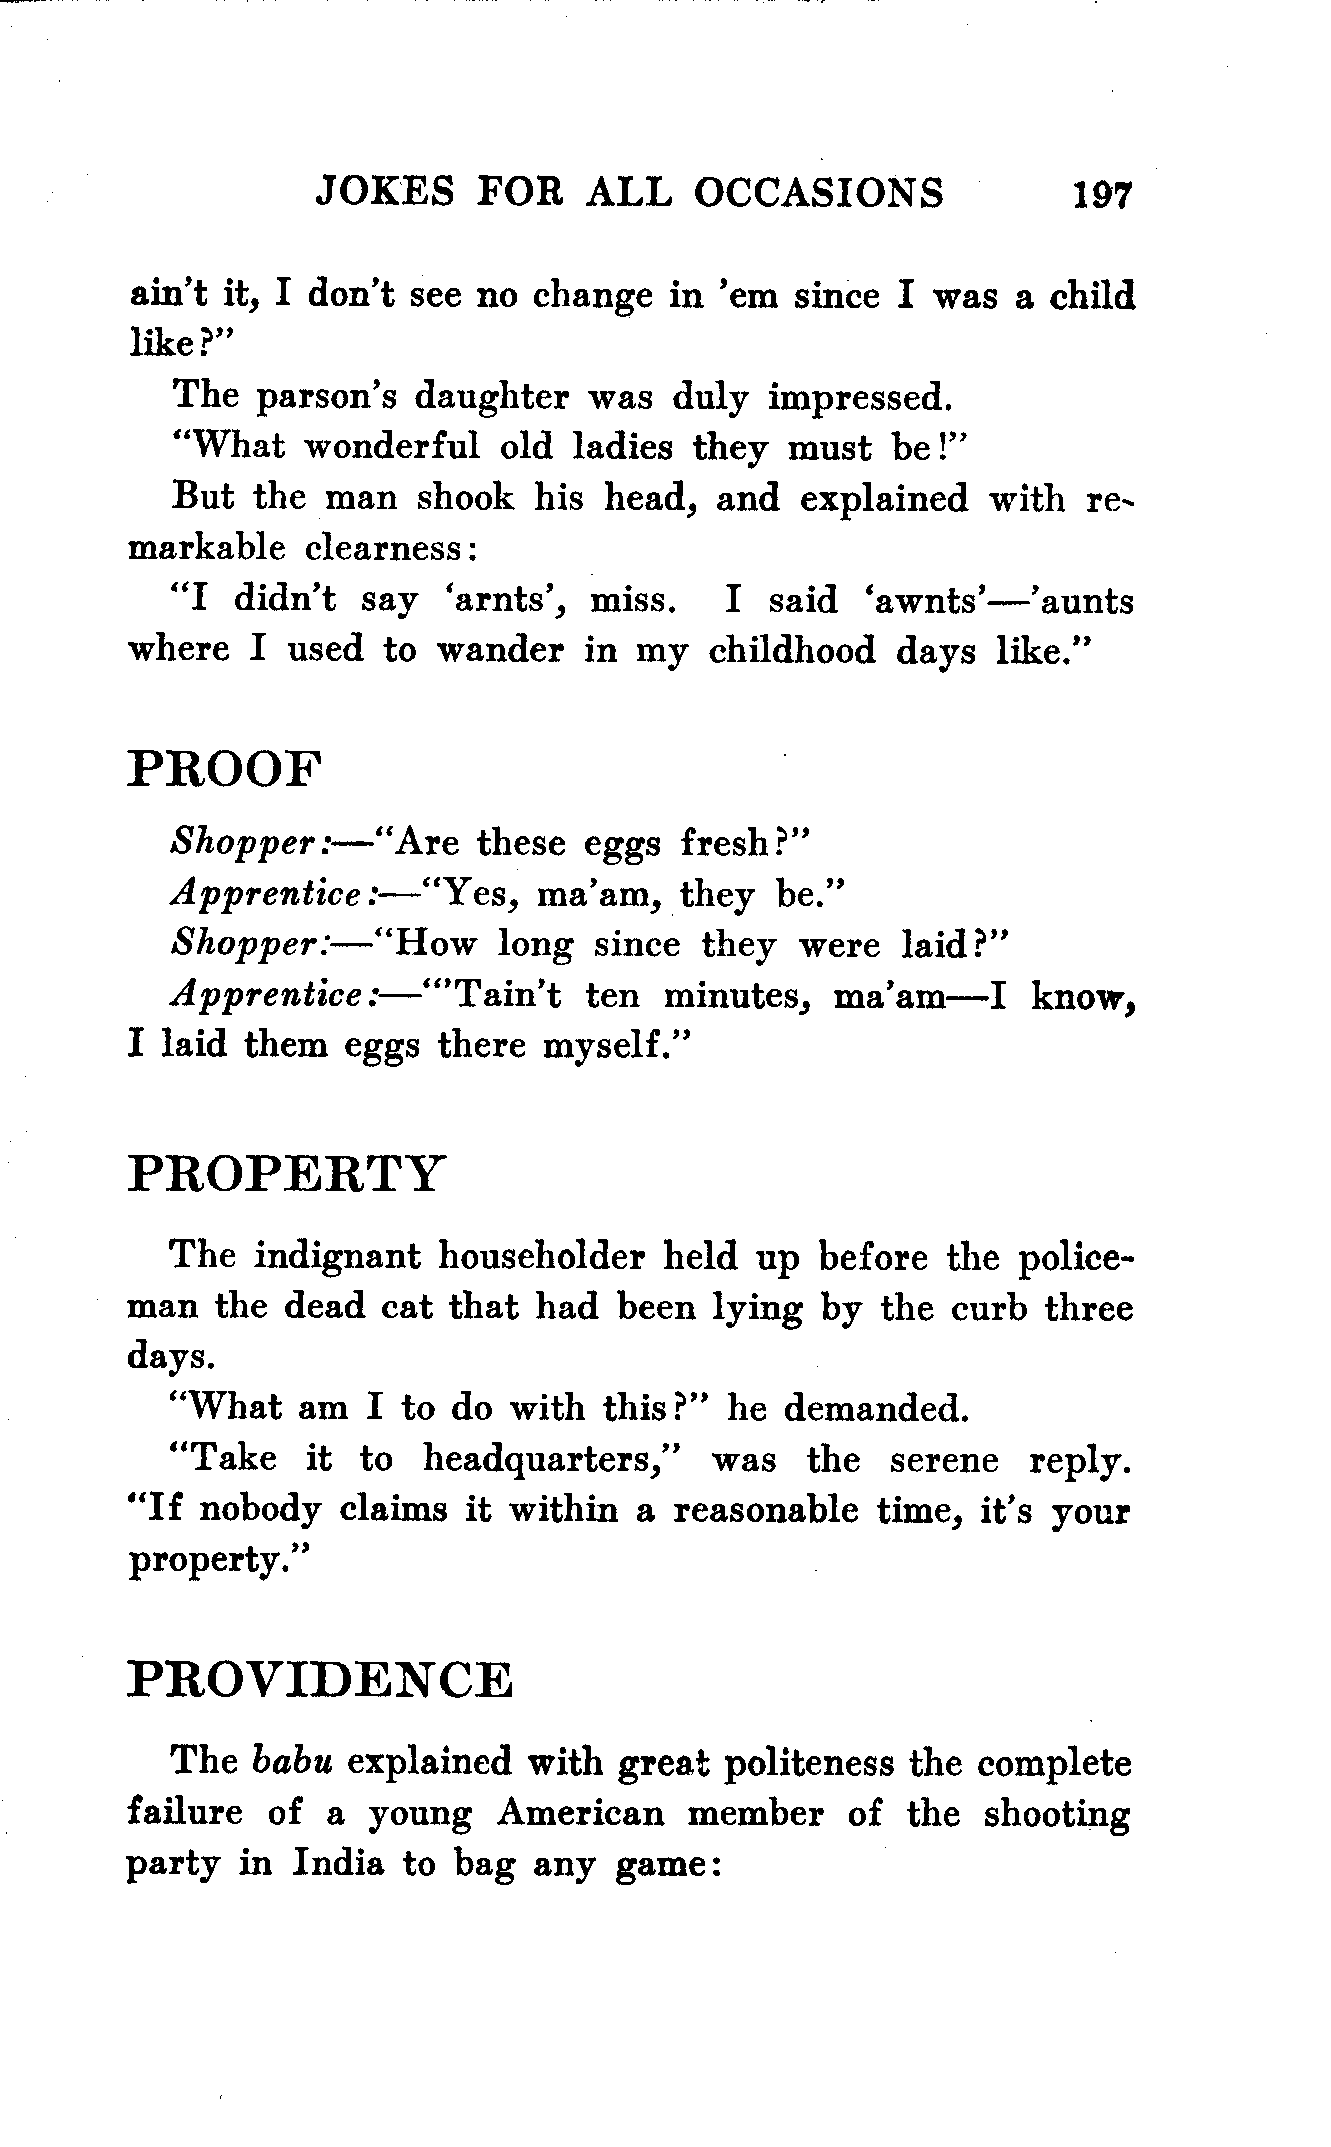 JOKES FOR ALL OCCASIONS 197
ain't it, I don't see no change in 'em since I was a child
like?"
The parson's daughter was duly impressed.
"What wonderful old ladies they must be!"
But the man shook his head, and explained with re-
markable clearness:
"I didn't say 'arnts', miss. I said 'awnts'—'aunts
where I used to wander in my childhood days like."
PROOF
Shopper:—"Are these eggs fresh?"
Apprentice:—"Yes, ma'am, they be."
Shopper:—"How long since they were laid?"
Apprentice:—"'Tain't ten minutes, ma'am—I know,
I laid them eggs there myself."
PROPERTY
The indignant householder held up before the police-
man the dead cat that had been lying by the curb three
days.
"What am I to do with this?" he demanded.
"Take it to headquarters," was the serene reply.
"If nobody claims it within a reasonable time, it's your
property."
PROVIDENCE
The babu explained with great politeness the complete
failure of a young American member of the shooting
party in India to bag any game: